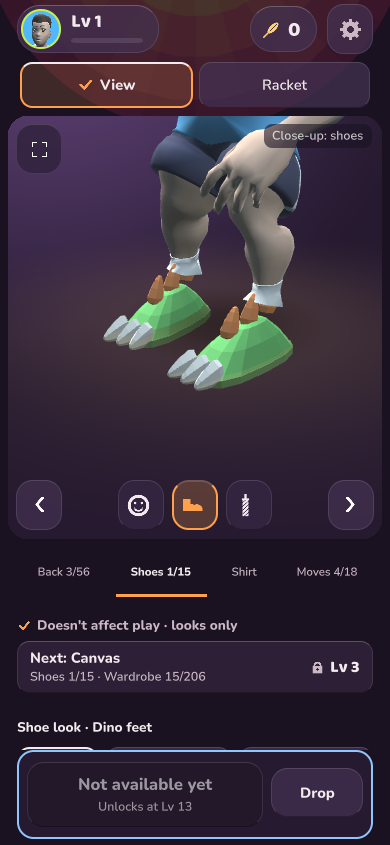 Lv 1
0
View
Racket
Close-up: shoes
Back 3/56
Shoes 1/15
Shirt
Moves 4/18
Doesn't affect play · looks only
Next: Canvas
Shoes 1/15 · Wardrobe 15/206
Lv 3
Shoe look · Dino feet
Not available yet
Unlocks at Lv 13
Drop